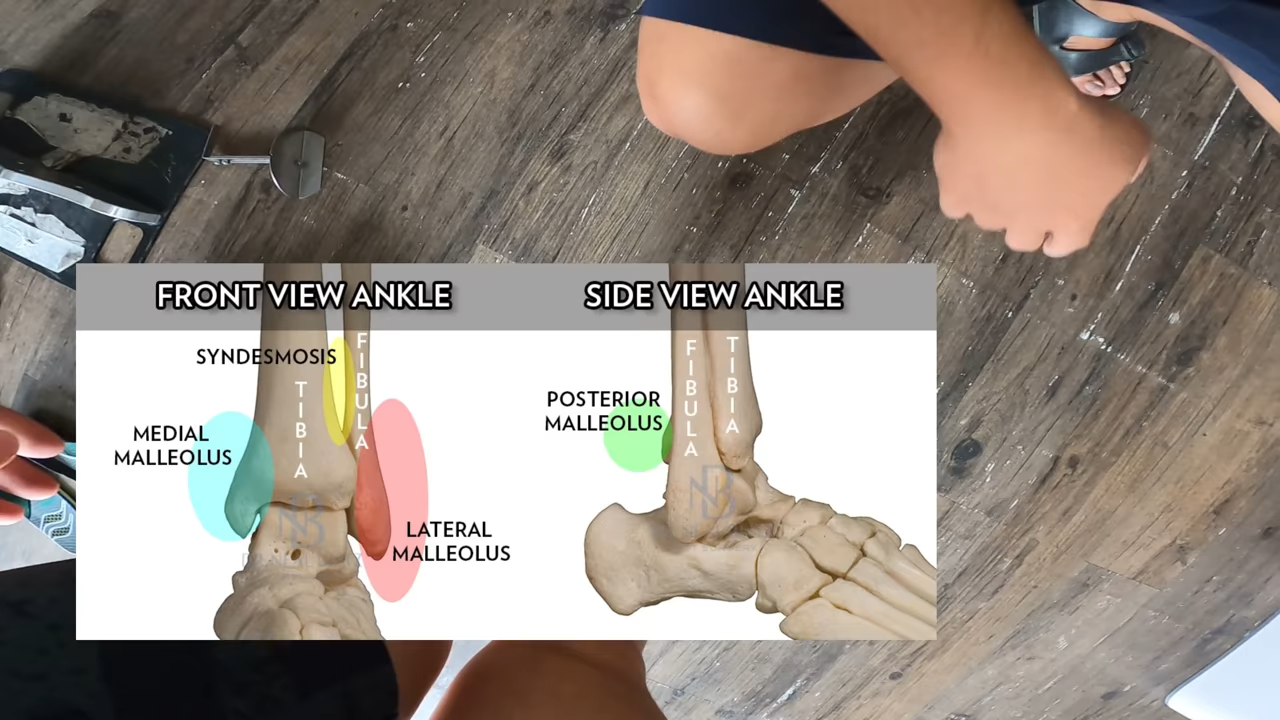 FRONT VIEW ANKLE
SIDE VIEW ANKLE
SYNDESMOSIS
TIBIA
FIBULA
MEDIAL
MALLEOLUS
LATERAL
MALLEOLUS
POSTERIOR
MALLEOLUS
FIBULA
TIBIA